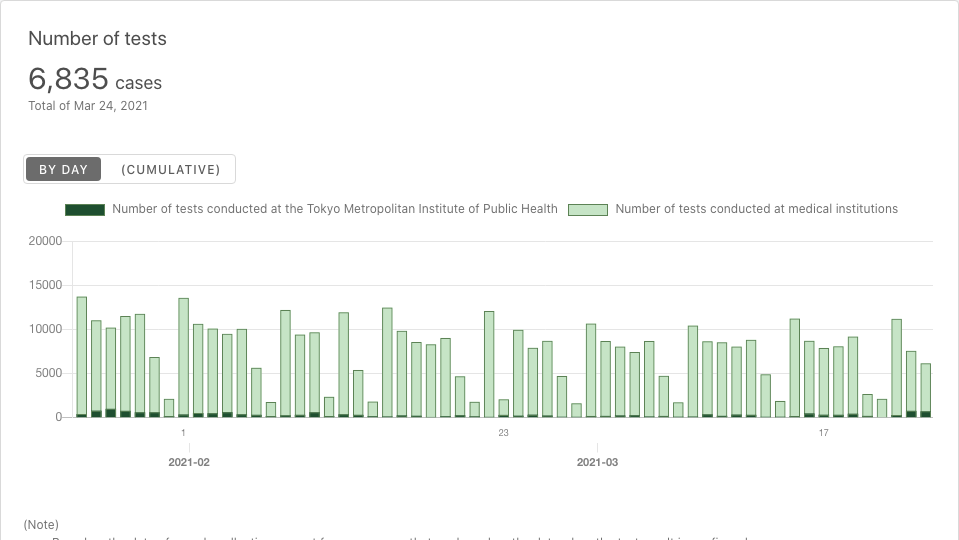 Number of tests
6,835 cases
Total of Mar 24, 2021
BY DAY (CUMULATIVE)
Number of tests conducted at the Tokyo Metropolitan Institute of Public Health Number of tests conducted at medical institutions
20000
15000
10000
5000
0
1 23 17
2021-02 2021-03
(Note)